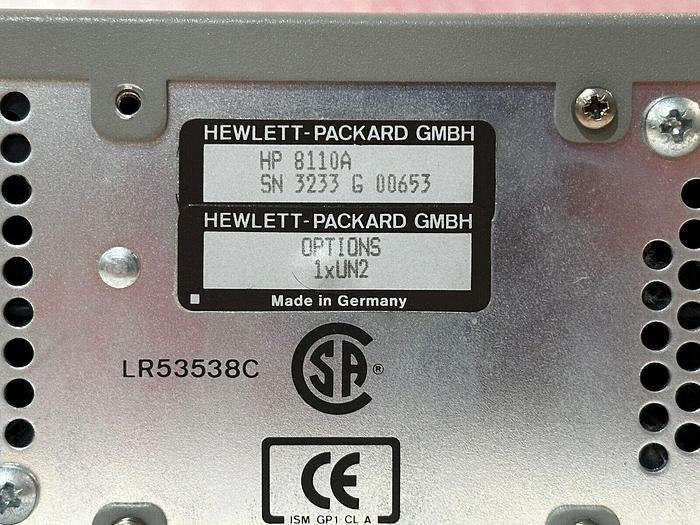 HEWLETT-PACKARD GMBH
HP 8110A
SN 3233 G 00653
HEWLETT-PACKARD GMBH
OPTIONS
1xUN2
Made in Germany
LR53538C
SA ®
CE
ISM GP1 CL A